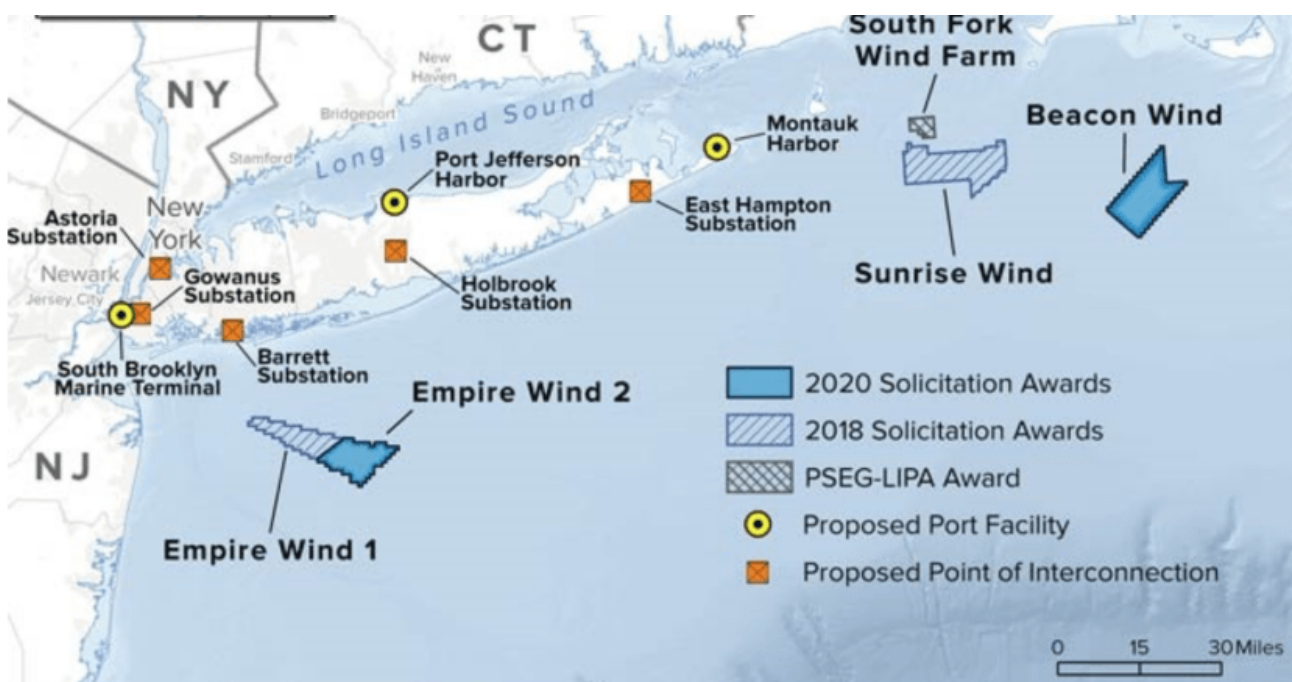 South Fork
Wind Farm
CT
NY
New
Haven
Bridgeport
Long Island Sound
Stamford
Beacon Wind
Montauk
Harbor
Port Jefferson
Harbor
Astoria
Substation
New
York
East Hampton
Substation
Sunrise Wind
Newark
Jersey City
Gowanus
Substation
Holbrook
Substation
South Brooklyn
Marine Terminal
Barrett
Substation
Empire Wind 2
NJ
Empire Wind 1
2020 Solicitation Awards
2018 Solicitation Awards
PSEG-LIPA Award
Proposed Port Facility
Proposed Point of Interconnection
0 15 30 Miles